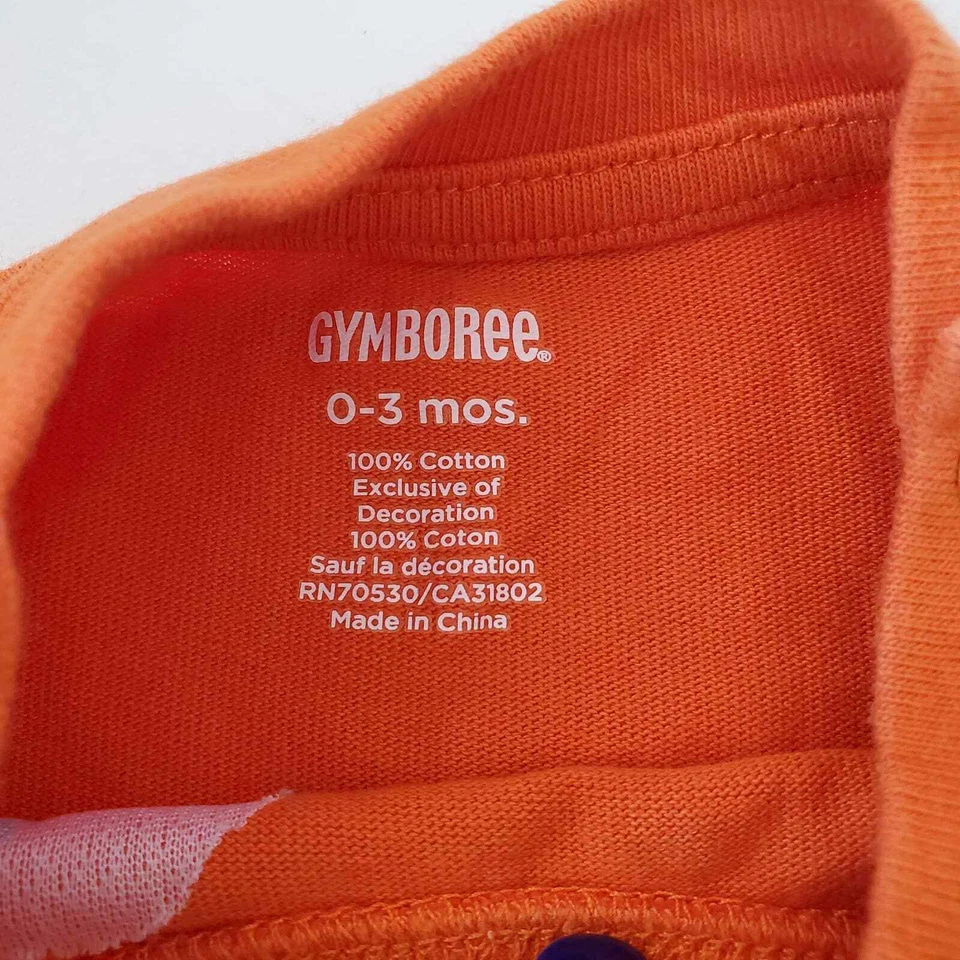 GYMBOREE®
0-3 mos.
100% Cotton
Exclusive of
Decoration
100% Coton
Sauf la décoration
RN70530/CA31802
Made in China